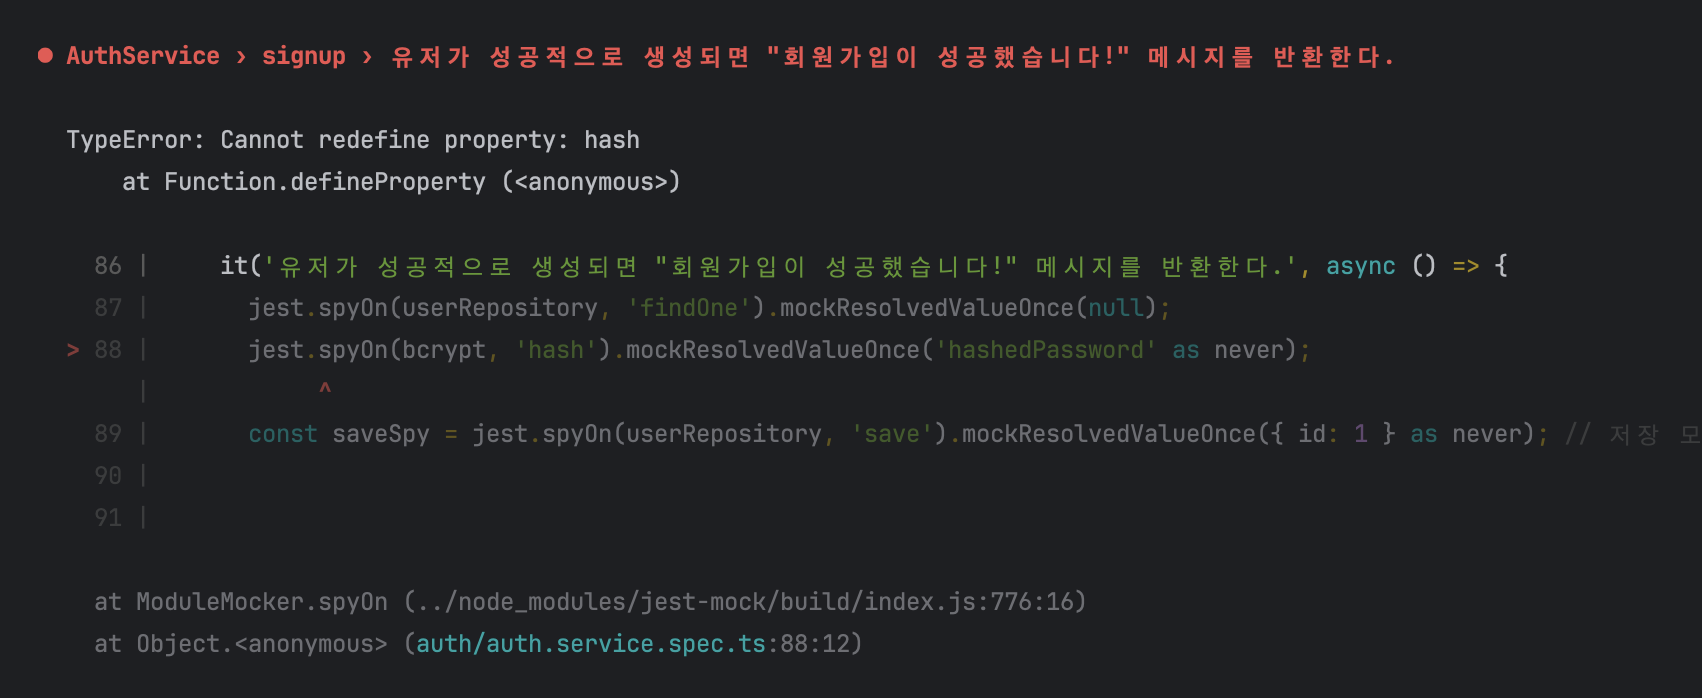 ● AuthService › signup › 유저가 성공적으로 생성되면 "회원가입이 성공했습니다!" 메시지를 반환한다.
TypeError: Cannot redefine property: hash
at Function.defineProperty (<anonymous>)
86 | it('유저가 성공적으로 생성되면 "회원가입이 성공했습니다!" 메시지를 반환한다.', async () => {
87 | jest.spyOn(userRepository, 'findOne').mockResolvedValueOnce(null);
> 88 | jest.spyOn(bcrypt, 'hash').mockResolvedValueOnce('hashedPassword' as never);
| ^
89 | const saveSpy = jest.spyOn(userRepository, 'save').mockResolvedValueOnce({ id: 1 } as never); // 저장 모
90 |
91 |
at ModuleMocker.spyOn (../node_modules/jest-mock/build/index.js:776:16)
at Object.<anonymous> (auth/auth.service.spec.ts:88:12)